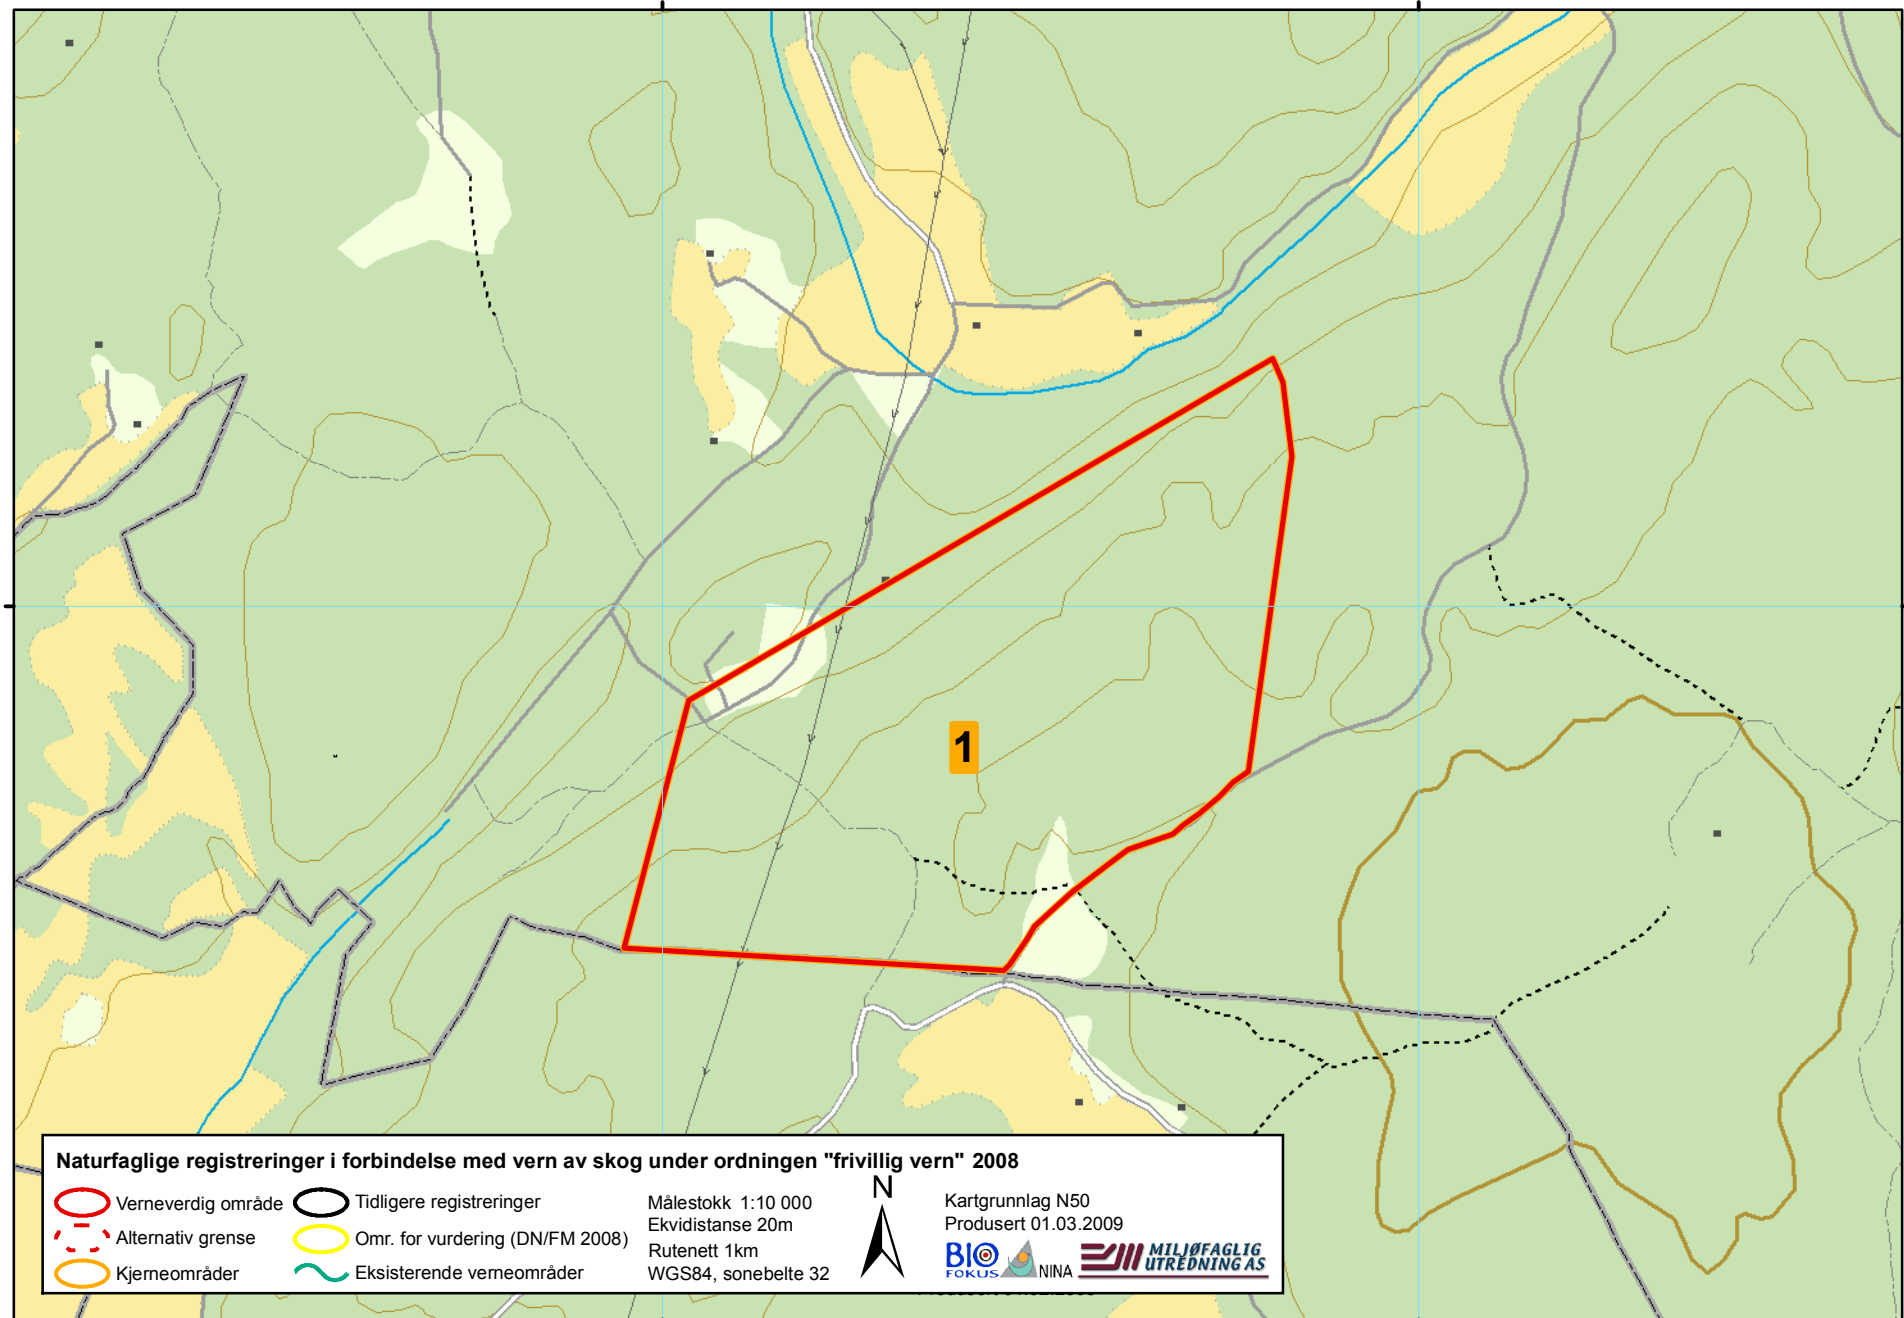 1
Naturfaglige registreringer i forbindelse med vern av skog under ordningen "frivillig vern" 2008
Verneverdig område
Alternativ grense
Kjerneområder
Tidligere registreringer
Omr. for vurdering (DN/FM 2008)
Eksisterende verneområder
Målestokk 1:10 000
Ekvidistanse 20m
Rutenett 1km
WGS84, sonebelte 32
N
Kartgrunnlag N50
Produsert 01.03.2009
BIO
FOKUS
NINA
MILJØFAGLIG
UTREDNING AS